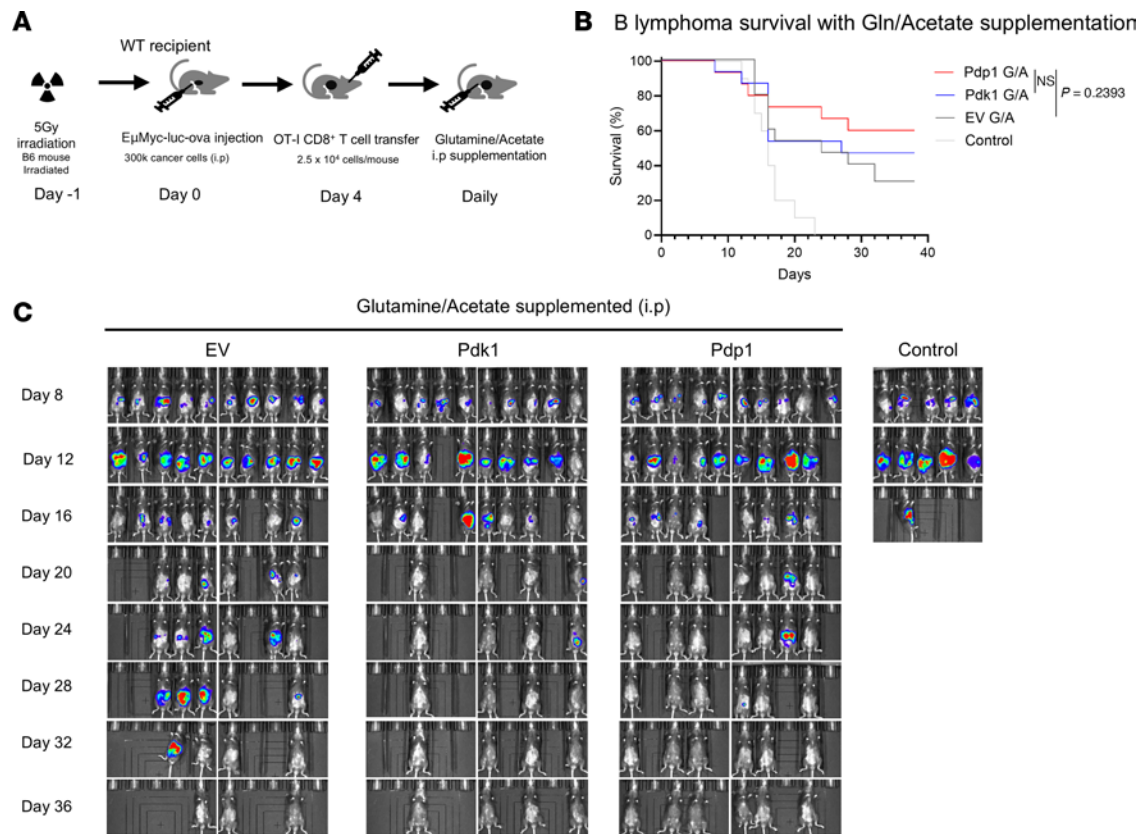 A
WT recipient
5Gy
irradiation
B6 mouse
Irradiated
EµMyc-luc-ova injection
300k cancer cells (i.p)
OT-I CD8⁺ T cell transfer
2.5 x 10⁴ cells/mouse
Glutamine/Acetate
i.p supplementation
Day -1
Day 0
Day 4
Daily
B
B lymphoma survival with Gln/Acetate supplementation
Survival (%)
100
80
60
40
20
0
0
10
20
30
40
Days
Pdp1 G/A
Pdk1 G/A
EV G/A
Control
NS
P = 0.2393
C
Glutamine/Acetate supplemented (i.p)
EV
Pdk1
Pdp1
Control
Day 8
Day 12
Day 16
Day 20
Day 24
Day 28
Day 32
Day 36